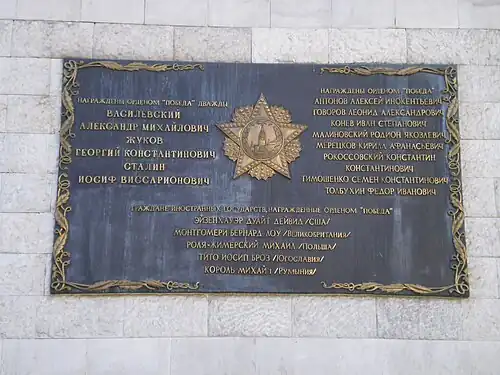 НАГРАЖДЕНЫ ОРДЕНОМ "ПОБЕДА" ДВАЖДЫ
ВАСИЛЕВСКИЙ
АЛЕКСАНДР МИХАЙЛОВИЧ
ЖУКОВ
ГЕОРГИЙ КОНСТАНТИНОВИЧ
СТАЛИН
ИОСИФ ВИССАРИОНОВИЧ
НАГРАЖДЕНЫ ОРДЕНОМ "ПОБЕДА"
АНТОНОВ АЛЕКСЕЙ ИНОКЕНТЬЕВИЧ
ГОВОРОВ ЛЕОНИД АЛЕКСАНДРОВИЧ
КОНЕВ ИВАН СТЕПАНОВИЧ
МАЛИНОВСКИЙ РОДИОН ЯКОВЛЕВИЧ
МЕРЕЦКОВ КИРИЛЛ АФАНАСЬЕВИЧ
РОКОССОВСКИЙ КОНСТАНТИН
КОНСТАНТИНОВИЧ
ТИМОШЕНКО СЕМЕН КОНСТАНТИНОВИЧ
ТОЛБУХИН ФЕДОР ИВАНОВИЧ
ГРАЖДАНЕ ИНОСТРАННЫХ ГОСУДАРСТВ, НАГРАЖДЕННЫЕ ОРДЕНОМ "ПОБЕДА"
ЭЙЗЕНХАУЭР ДУАЙТ ДЕЙВИД /США/
МОНТГОМЕРИ БЕРНАРД ЛОУ /ВЕЛИКОБРИТАНИЯ/
РОЛЯ-ЖИМЕРСКИЙ МИХАИЛ /ПОЛЬША/
ТИТО ИОСИП БРОЗ /ЮГОСЛАВИЯ/
КОРОЛЬ МИХАЙ I /РУМЫНИЯ/